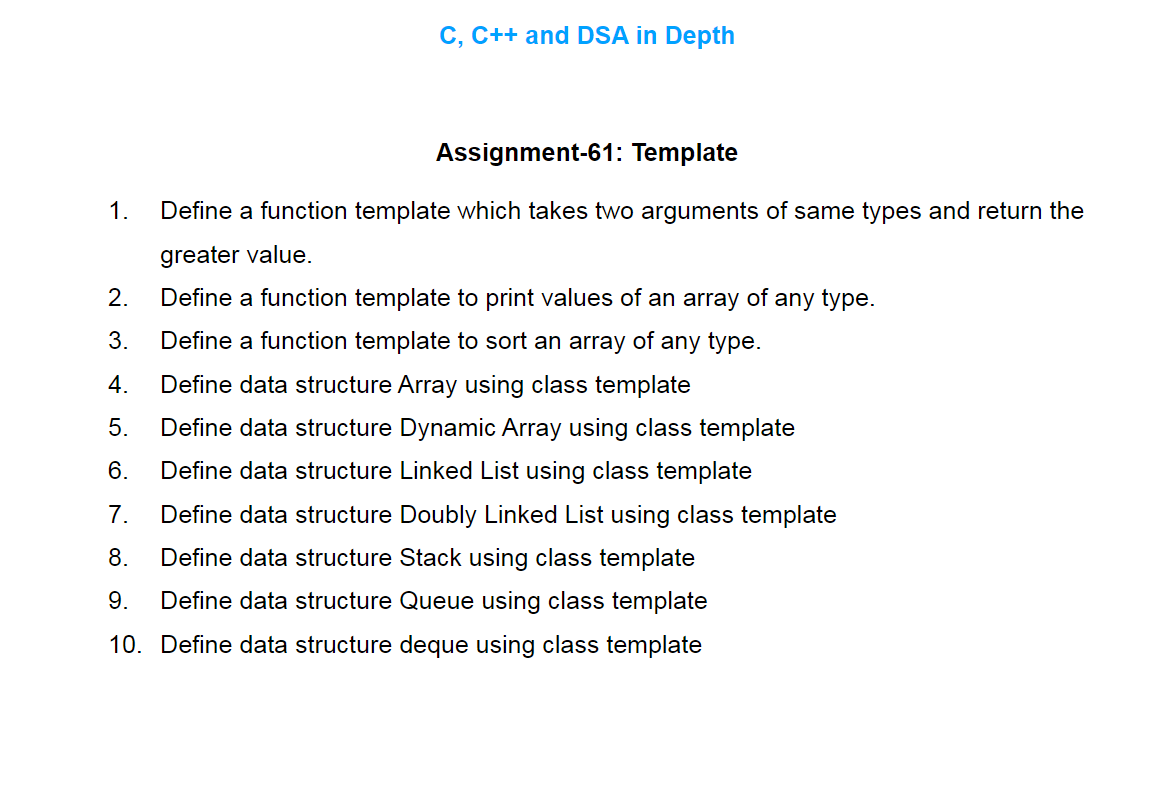 C, C++ and DSA in Depth
Assignment-61: Template
1. Define a function template which takes two arguments of same types and return the
greater value.
2. Define a function template to print values of an array of any type.
3. Define a function template to sort an array of any type.
4. Define data structure Array using class template
5. Define data structure Dynamic Array using class template
6. Define data structure Linked List using class template
7. Define data structure Doubly Linked List using class template
8. Define data structure Stack using class template
9. Define data structure Queue using class template
10. Define data structure deque using class template